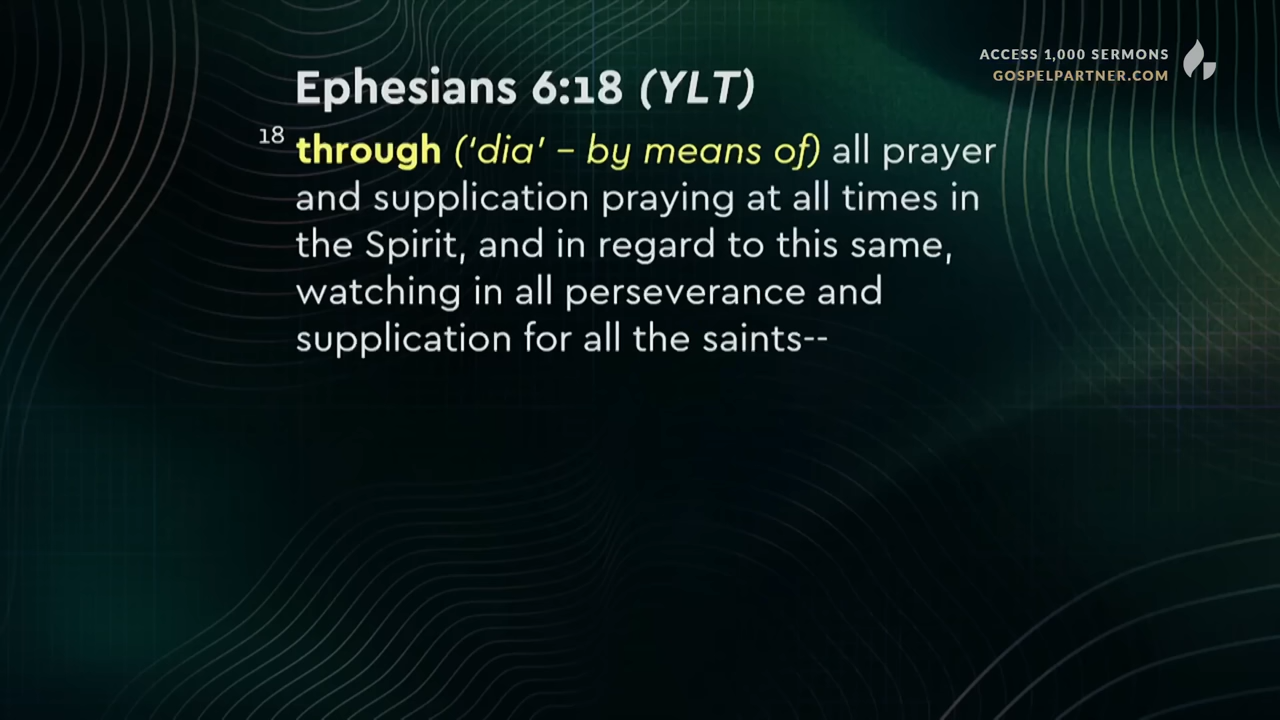 ACCESS 1,000 SERMONS
GOSPELPARTNER.COM
Ephesians 6:18 (YLT)
18 through (‘dia’ – by means of) all prayer
and supplication praying at all times in
the Spirit, and in regard to this same,
watching in all perseverance and
supplication for all the saints--